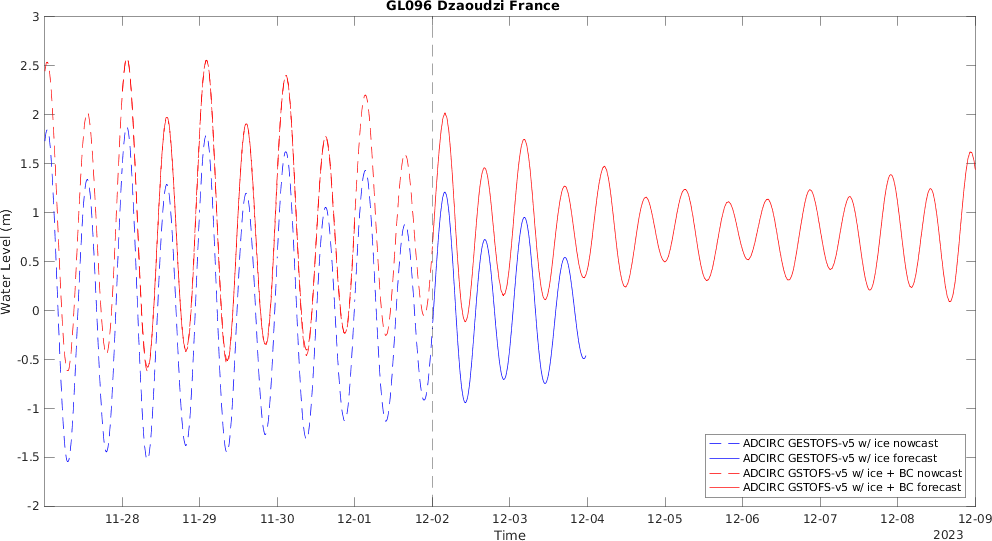 GL096 Dzaoudzi France
3
2.5
2
1.5
1
0.5
0
-0.5
-1
-1.5
-2
Water Level (m)
ADCIRC GESTOFS-v5 w/ ice nowcast
ADCIRC GESTOFS-v5 w/ ice forecast
ADCIRC GSTOFS-v5 w/ ice + BC nowcast
ADCIRC GSTOFS-v5 w/ ice + BC forecast
11-28 11-29 11-30 12-01 12-02 12-03 12-04 12-05 12-06 12-07 12-08 12-09
Time
2023